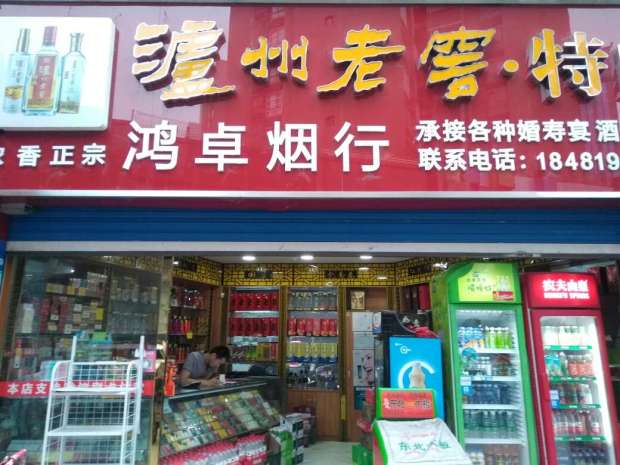 泸州老窖·特
浓香正宗
鸿卓烟行
承接各种婚寿宴酒
联系电话：184819
农夫山泉
本店支